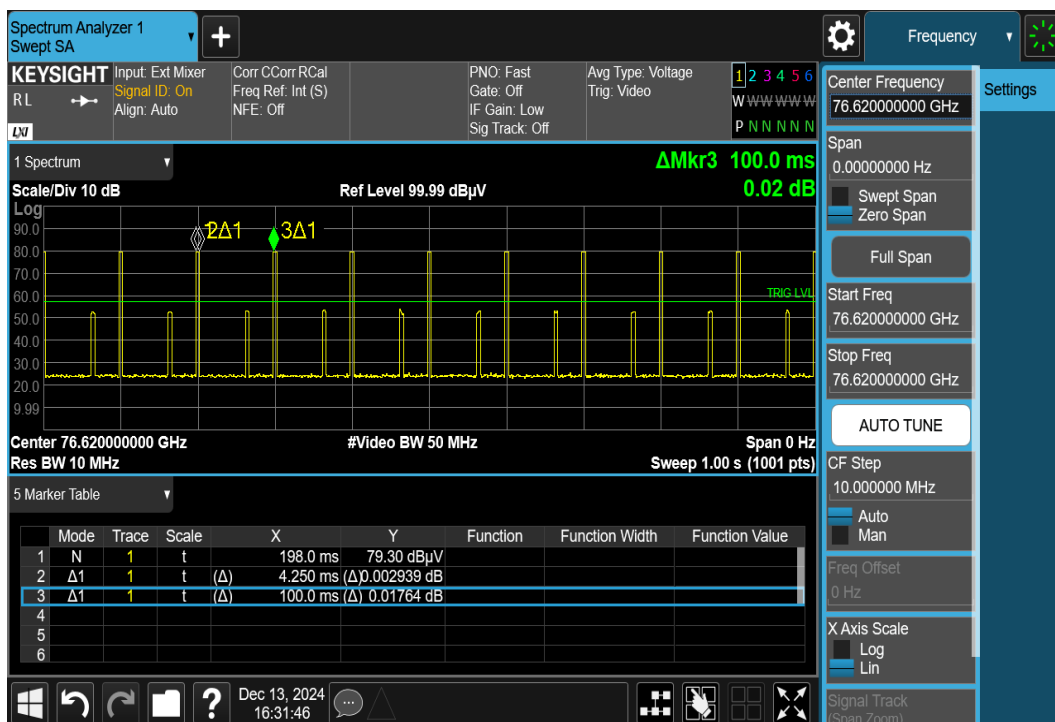 Spectrum Analyzer 1
Swept SA
+
Frequency
KEYSIGHT
R L
LXI
Input: Ext Mixer
Signal ID: On
Align: Auto
Corr CCorr RCal
Freq Ref: Int (S)
NFE: Off
PNO: Fast
Gate: Off
IF Gain: Low
Sig Track: Off
Avg Type: Voltage
Trig: Video
1 2 3 4 5 6
W W W W W W
P N N N N N
1 Spectrum
ΔMkr3 100.0 ms
0.02 dB
Scale/Div 10 dB
Ref Level 99.99 dBµV
Log
90.0
80.0
70.0
60.0
50.0
40.0
30.0
20.0
9.99
2Δ1
3Δ1
TRIG LVL
Center 76.620000000 GHz
#Video BW 50 MHz
Span 0 Hz
Res BW 10 MHz
Sweep 1.00 s (1001 pts)
5 Marker Table
Mode Trace Scale X Y Function Function Width Function Value
1 N 1 t 198.0 ms 79.30 dBµV
2 Δ1 1 t (Δ) 4.250 ms (Δ)0.002939 dB
3 Δ1 1 t (Δ) 100.0 ms (Δ) 0.01764 dB
4
5
6
?
Dec 13, 2024
16:31:46
Center Frequency
76.620000000 GHz
Settings
Span
0.00000000 Hz
Swept Span
Zero Span
Full Span
Start Freq
76.620000000 GHz
Stop Freq
76.620000000 GHz
AUTO TUNE
CF Step
10.000000 MHz
Auto
Man
Freq Offset
0 Hz
X Axis Scale
Log
Lin
Signal Track
(Span Zoom)